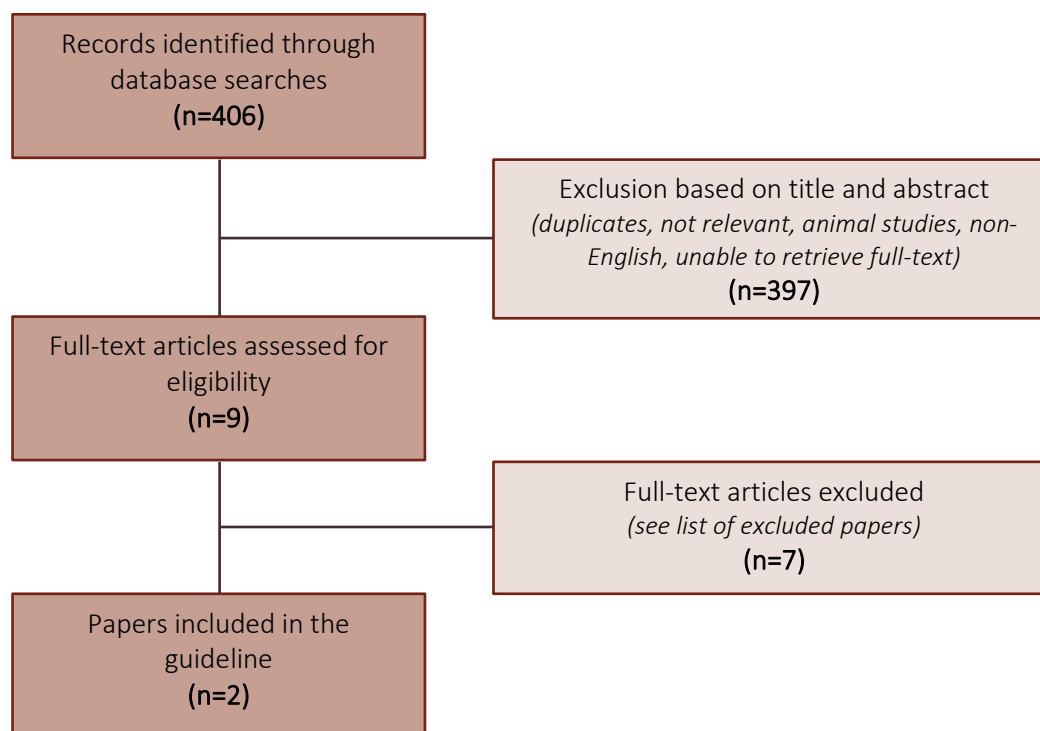 Records identified through
database searches
(n=406)
Exclusion based on title and abstract
(duplicates, not relevant, animal studies, non-
English, unable to retrieve full-text)
(n=397)
Full-text articles assessed for
eligibility
(n=9)
Full-text articles excluded
(see list of excluded papers)
(n=7)
Papers included in the
guideline
(n=2)